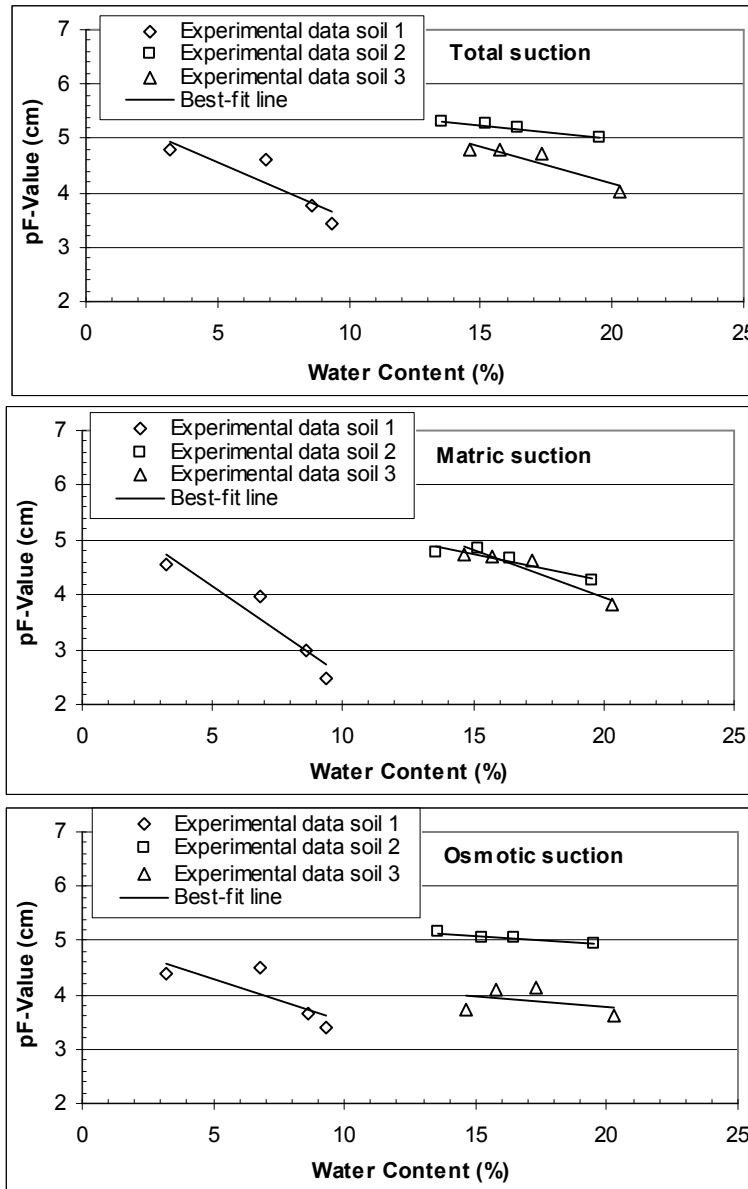 Experimental data soil 1
Experimental data soil 2
Experimental data soil 3
Best-fit line
Total suction
pF-Value (cm)
7
6
5
4
3
2
0 5 10 15 20 25
Water Content (%)
Experimental data soil 1
Experimental data soil 2
Experimental data soil 3
Best-fit line
Matric suction
pF-Value (cm)
7
6
5
4
3
2
0 5 10 15 20 25
Water Content (%)
Experimental data soil 1
Experimental data soil 2
Experimental data soil 3
Best-fit line
Osmotic suction
pF-Value (cm)
7
6
5
4
3
2
0 5 10 15 20 25
Water Content (%)